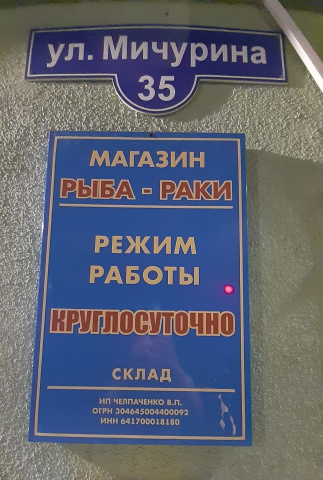 ул. Мичурина
35
МАГАЗИН
РЫБА - РАКИ
РЕЖИМ
РАБОТЫ
КРУГЛОСУТОЧНО
СКЛАД
ИП ЧЕЛПАЧЕНКО В.П.
ОГРН 304645004400092
ИНН 641700018180